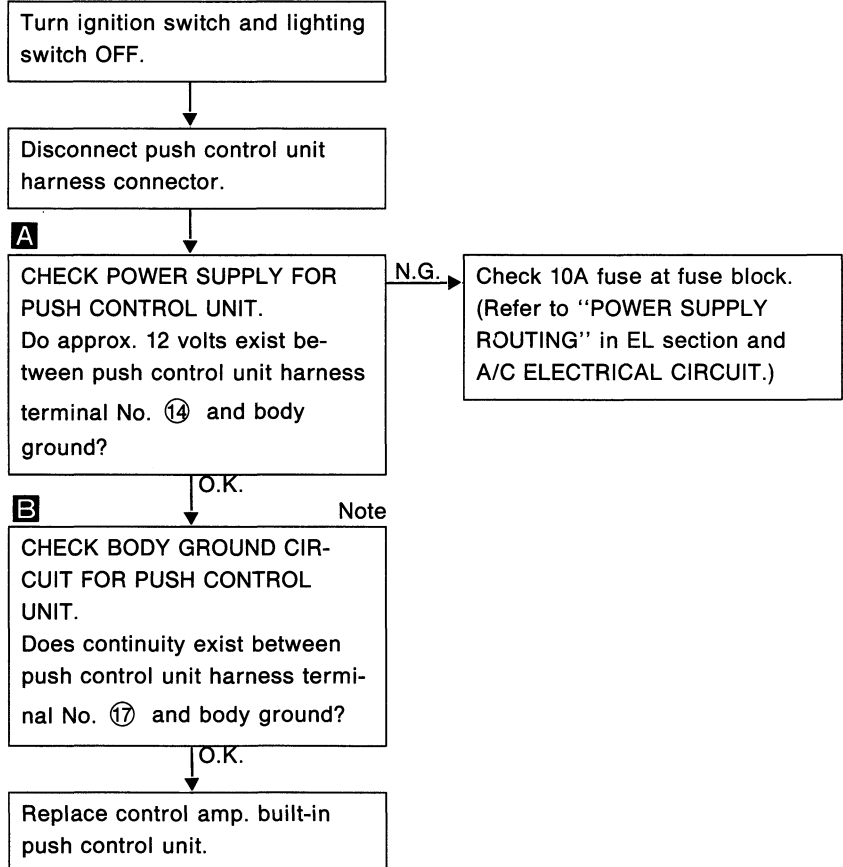 Turn ignition switch and lighting
switch OFF.
Disconnect push control unit
harness connector.
A
CHECK POWER SUPPLY FOR
PUSH CONTROL UNIT.
Do approx. 12 volts exist be-
tween push control unit harness
terminal No. ⑭ and body
ground?
N.G.
Check 10A fuse at fuse block.
(Refer to "POWER SUPPLY
ROUTING" in EL section and
A/C ELECTRICAL CIRCUIT.)
O.K.
B
Note
CHECK BODY GROUND CIR-
CUIT FOR PUSH CONTROL
UNIT.
Does continuity exist between
push control unit harness termi-
nal No. ⑰ and body ground?
O.K.
Replace control amp. built-in
push control unit.